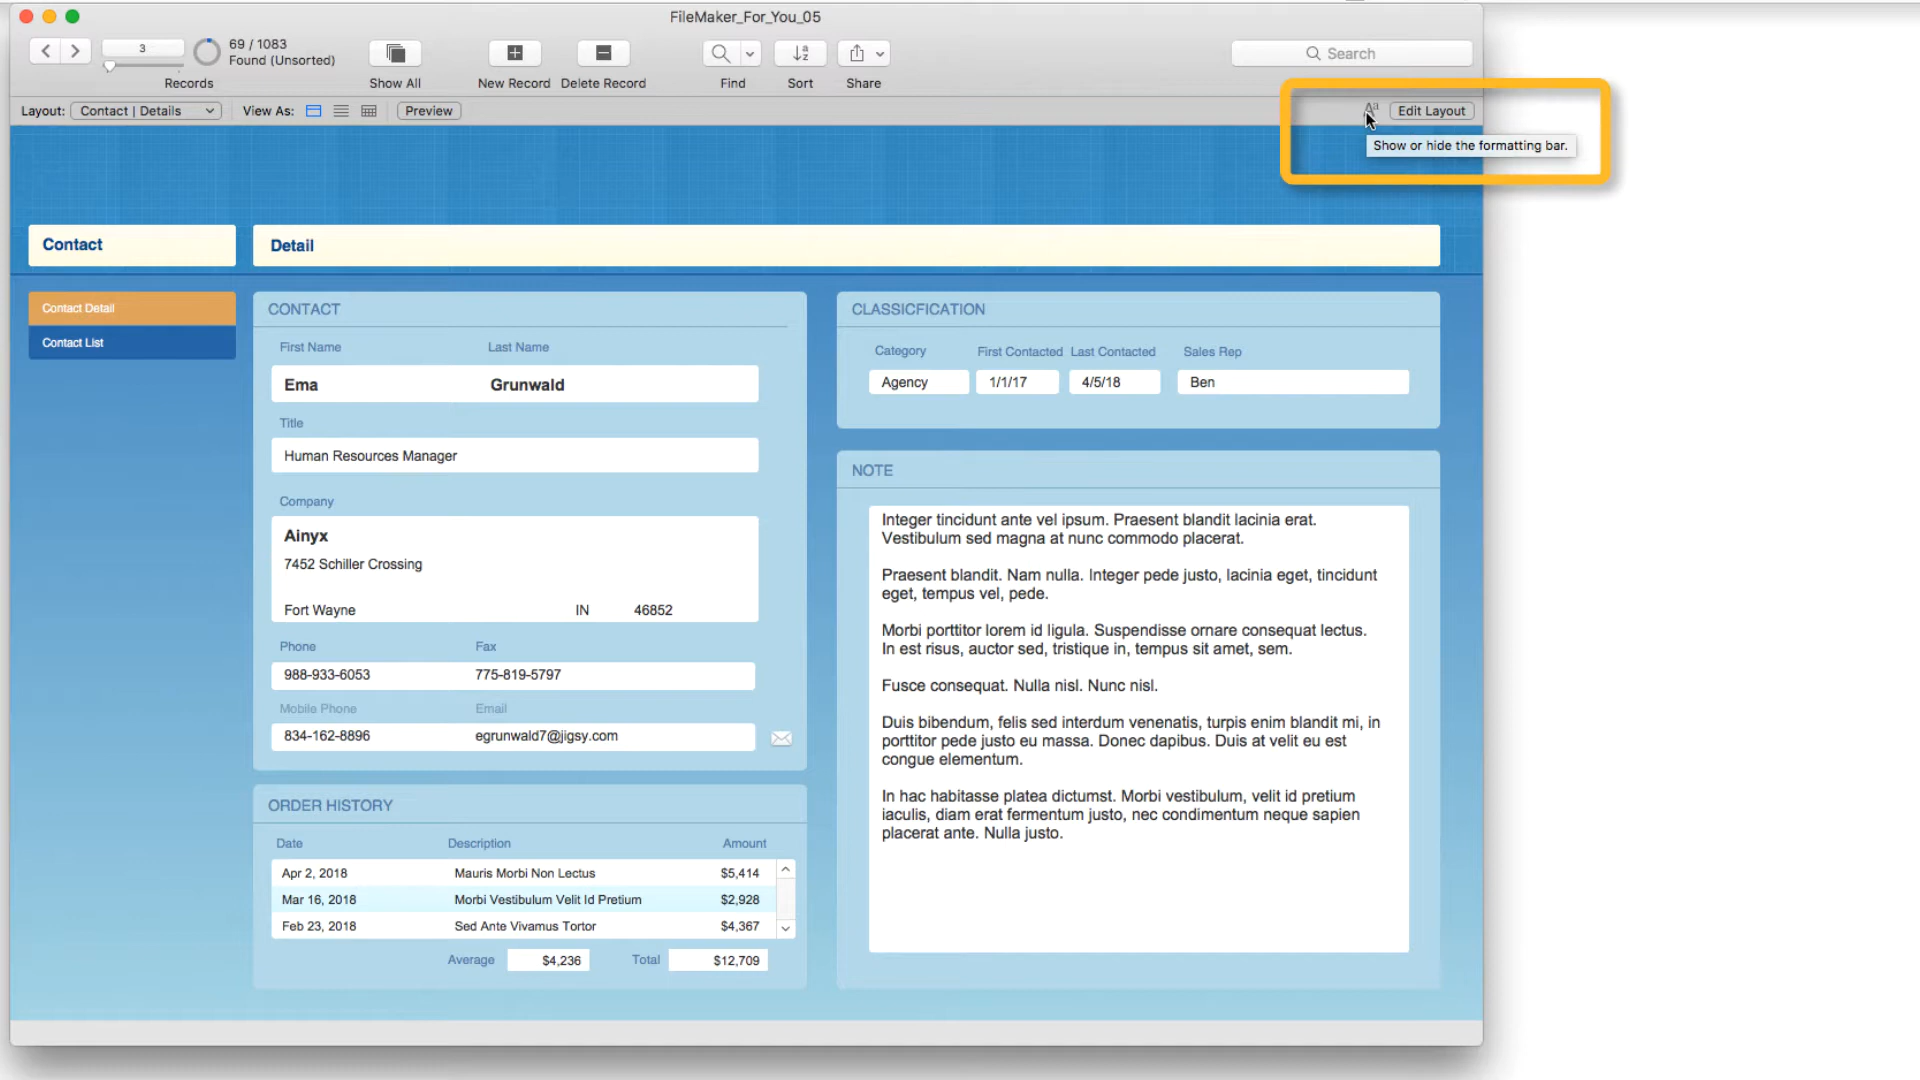 FileMaker_For_You_05
3
69 / 1083
Found (Unsorted)
Records
Show All
New Record
Delete Record
Find
Sort
Share
Search
Layout: Contact | Details
View As:
Preview
Aa
Edit Layout
Show or hide the formatting bar.
Contact
Detail
Contact Detail
Contact List
CONTACT
First Name Last Name
Ema Grunwald
Title
Human Resources Manager
Company
Ainyx
7452 Schiller Crossing
Fort Wayne IN 46852
Phone Fax
988-933-6053 775-819-5797
Mobile Phone Email
834-162-8896 egrunwald7@jigsy.com
ORDER HISTORY
Date Description Amount
Apr 2, 2018 Mauris Morbi Non Lectus $5,414
Mar 16, 2018 Morbi Vestibulum Velit Id Pretium $2,928
Feb 23, 2018 Sed Ante Vivamus Tortor $4,367
Average $4,236 Total $12,709
CLASSICFICATION
Category First Contacted Last Contacted Sales Rep
Agency 1/1/17 4/5/18 Ben
NOTE
Integer tincidunt ante vel ipsum. Praesent blandit lacinia erat.
Vestibulum sed magna at nunc commodo placerat.
Praesent blandit. Nam nulla. Integer pede justo, lacinia eget, tincidunt
eget, tempus vel, pede.
Morbi porttitor lorem id ligula. Suspendisse ornare consequat lectus.
In est risus, auctor sed, tristique in, tempus sit amet, sem.
Fusce consequat. Nulla nisl. Nunc nisl.
Duis bibendum, felis sed interdum venenatis, turpis enim blandit mi, in
porttitor pede justo eu massa. Donec dapibus. Duis at velit eu est
congue elementum.
In hac habitasse platea dictumst. Morbi vestibulum, velit id pretium
iaculis, diam erat fermentum justo, nec condimentum neque sapien
placerat ante. Nulla justo.